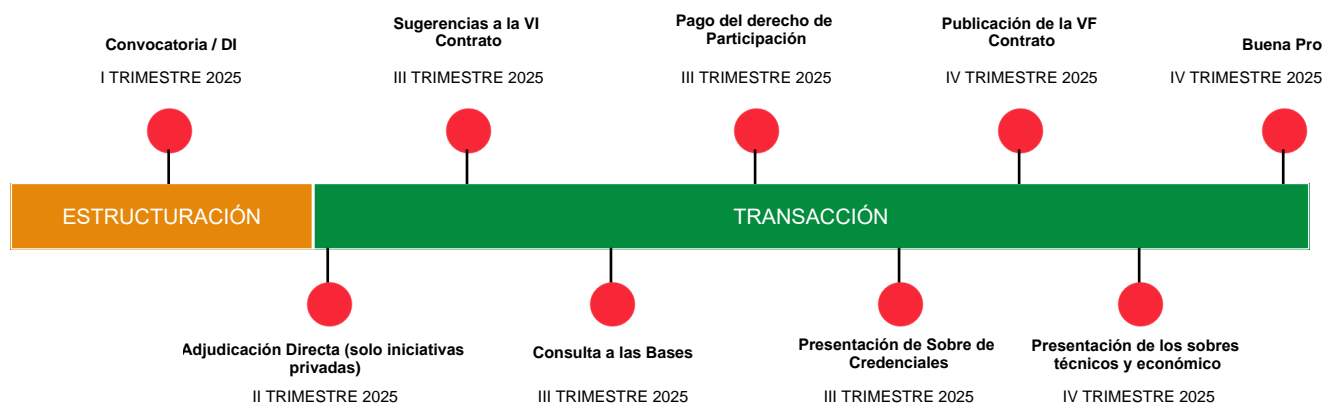 Convocatoria / DI
I TRIMESTRE 2025
Sugerencias a la VI
Contrato
III TRIMESTRE 2025
Pago del derecho de
Participación
III TRIMESTRE 2025
Publicación de la VF
Contrato
IV TRIMESTRE 2025
Buena Pro
IV TRIMESTRE 2025
ESTRUCTURACIÓN
TRANSACCIÓN
Adjudicación Directa (solo iniciativas
privadas)
II TRIMESTRE 2025
Consulta a las Bases
III TRIMESTRE 2025
Presentación de Sobre de
Credenciales
III TRIMESTRE 2025
Presentación de los sobres
técnicos y económico
IV TRIMESTRE 2025